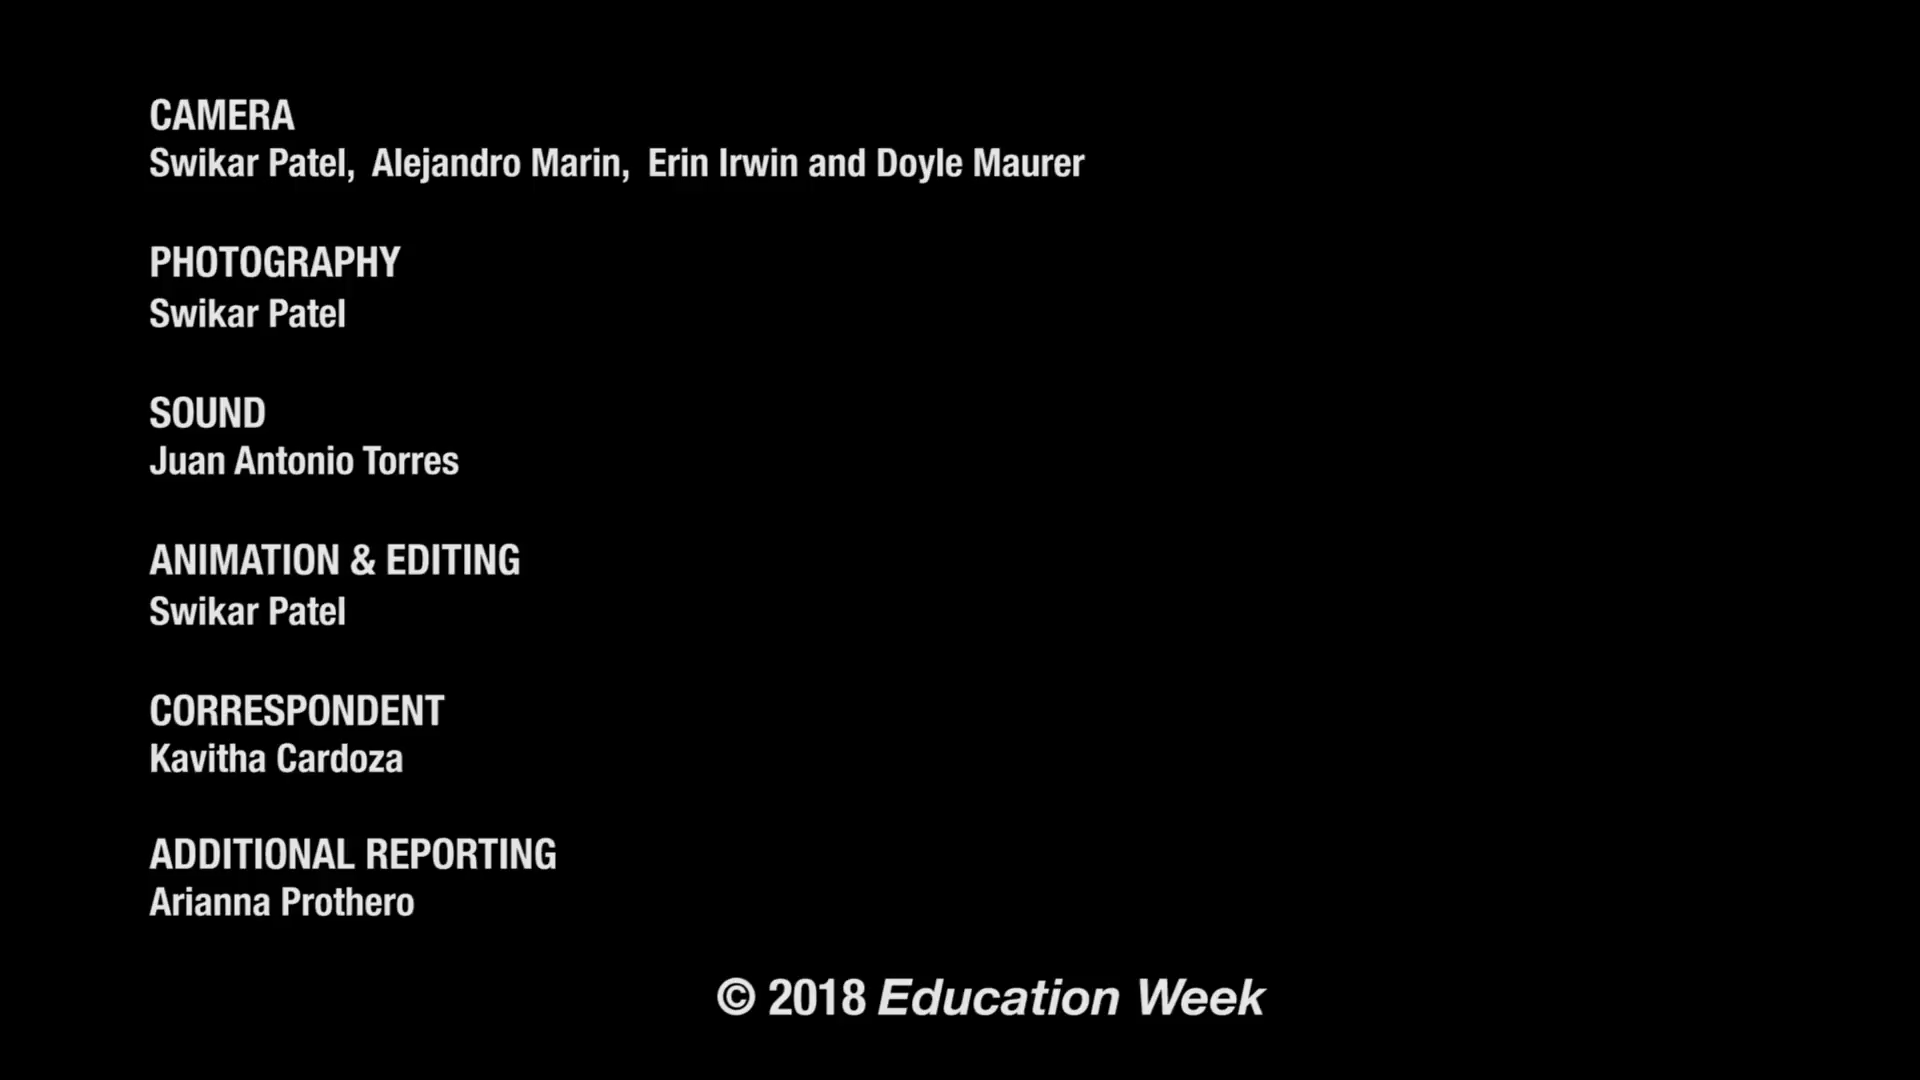 CAMERA
Swikar Patel, Alejandro Marin, Erin Irwin and Doyle Maurer
PHOTOGRAPHY
Swikar Patel
SOUND
Juan Antonio Torres
ANIMATION & EDITING
Swikar Patel
CORRESPONDENT
Kavitha Cardoza
ADDITIONAL REPORTING
Arianna Prothero
© 2018 Education Week